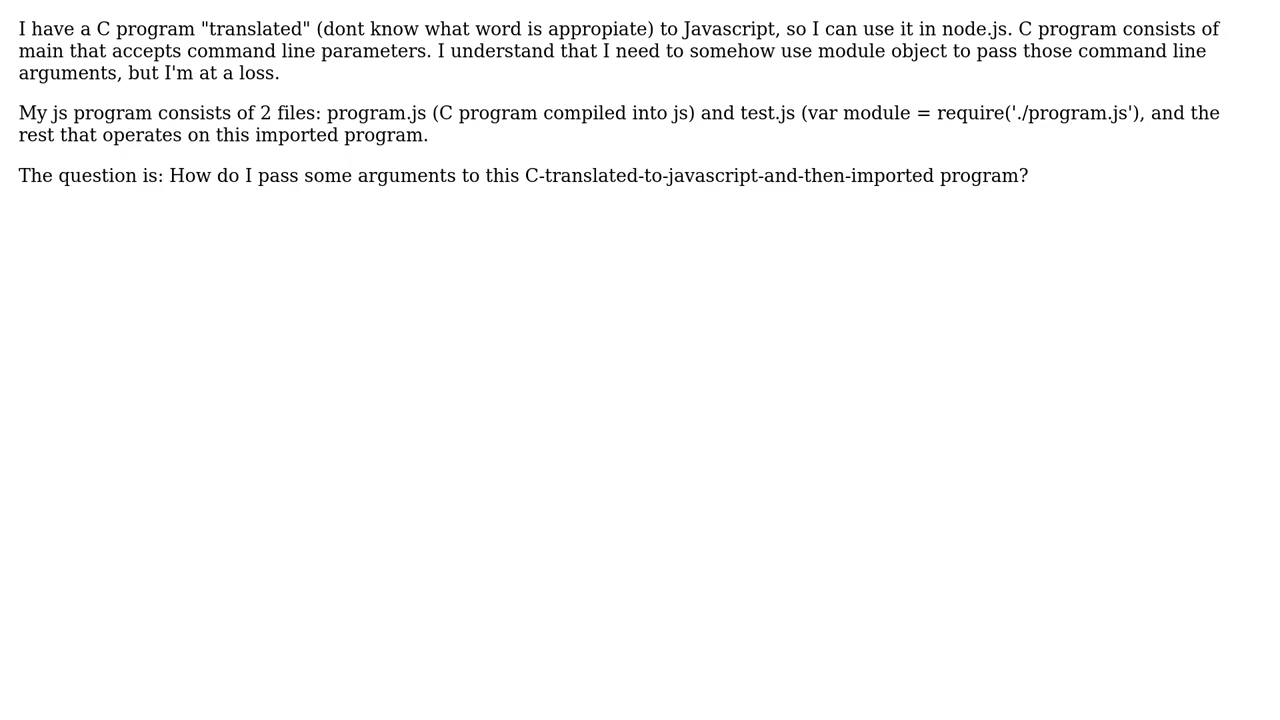 I have a C program "translated" (dont know what word is appropiate) to Javascript, so I can use it in node.js. C program consists of
main that accepts command line parameters. I understand that I need to somehow use module object to pass those command line
arguments, but I'm at a loss.
My js program consists of 2 files: program.js (C program compiled into js) and test.js (var module = require('./program.js'), and the
rest that operates on this imported program.
The question is: How do I pass some arguments to this C-translated-to-javascript-and-then-imported program?